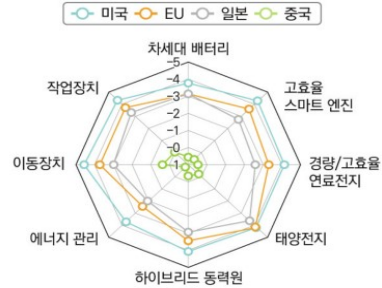 미국 EU 일본 중국
차세대 배터리
-5
작업장치
고효율
스마트 엔진
-4
-3
-2
-1
-0
이동장치
-1
경량/고효율
연료전지
에너지 관리
태양전지
하이브리드 동력원